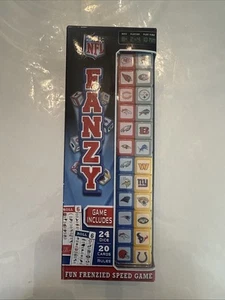 NFL
FANZY
GAME
INCLUDES
24
DICE
20
CARDS
RULES
FUN FRENZIED SPEED GAME